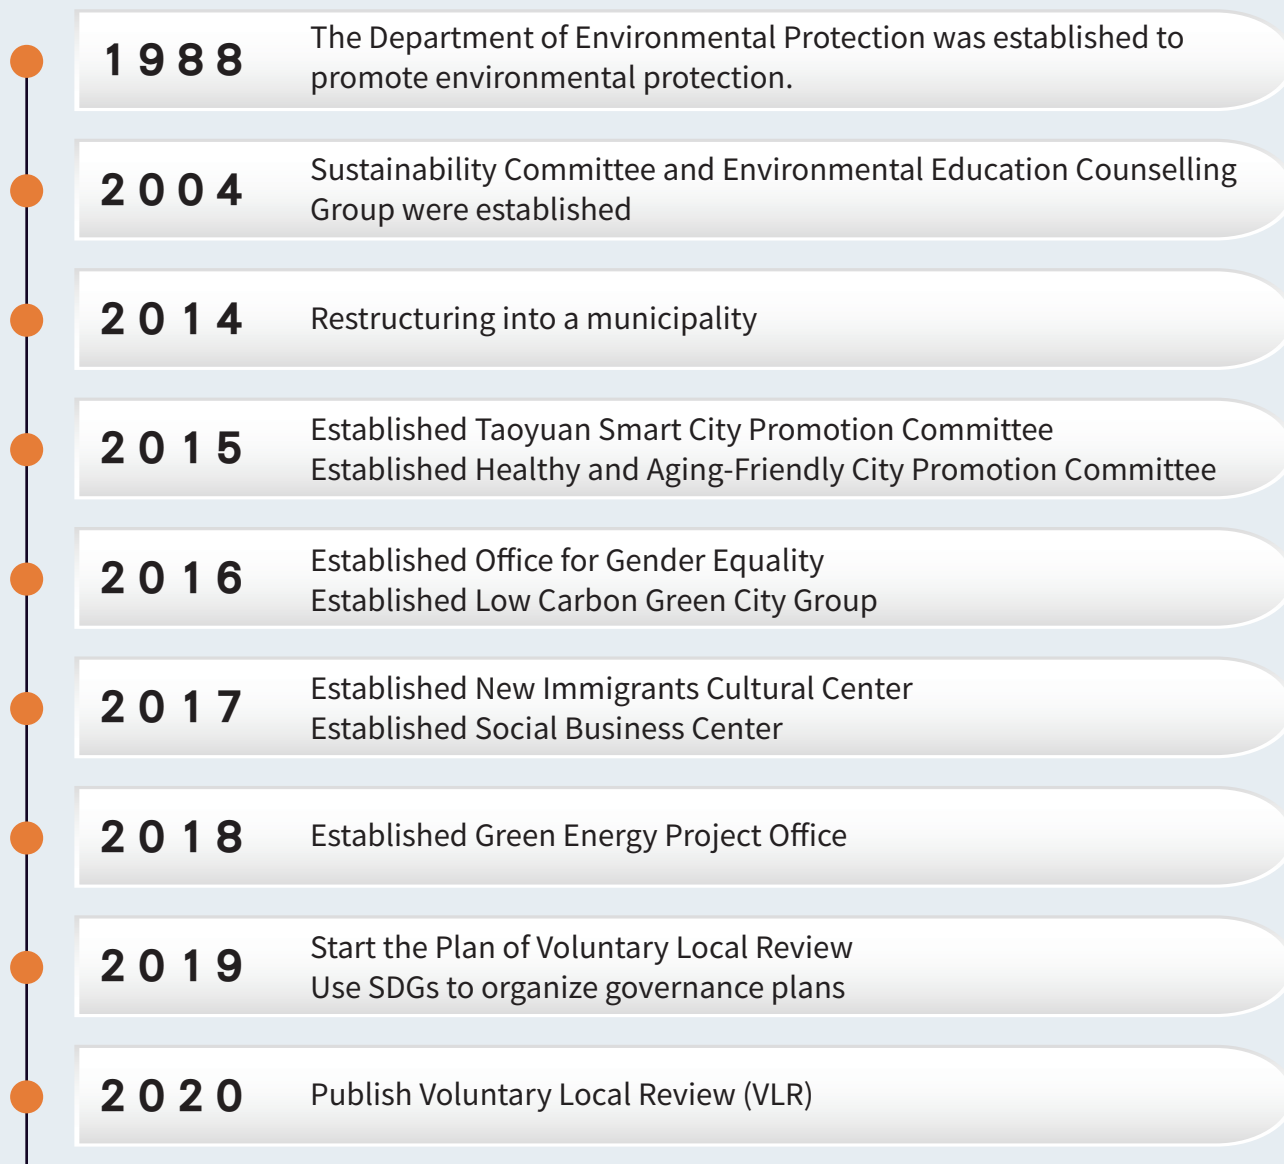 1988
The Department of Environmental Protection was established to
promote environmental protection.
2004
Sustainability Committee and Environmental Education Counselling
Group were established
2014
Restructuring into a municipality
2015
Established Taoyuan Smart City Promotion Committee
Established Healthy and Aging-Friendly City Promotion Committee
2016
Established Office for Gender Equality
Established Low Carbon Green City Group
2017
Established New Immigrants Cultural Center
Established Social Business Center
2018
Established Green Energy Project Office
2019
Start the Plan of Voluntary Local Review
Use SDGs to organize governance plans
2020
Publish Voluntary Local Review (VLR)